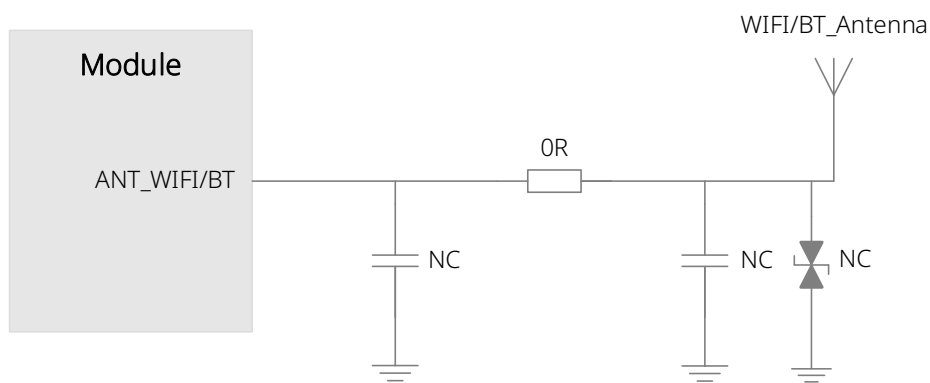 WIFI/BT_Antenna
Module
0R
ANT_WIFI/BT
NC
NC
NC